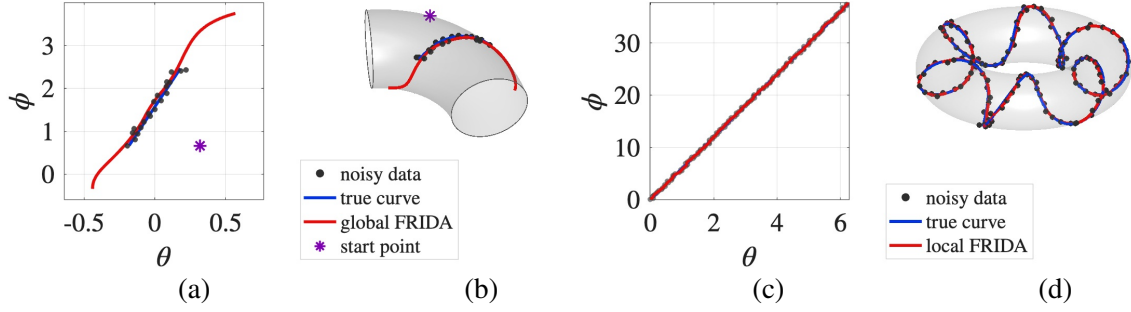 3
2
1
0
ϕ
-0.5
0
0.5
θ
noisy data
true curve
global FRIDA
start point
30
20
10
0
ϕ
0
2
4
6
θ
noisy data
true curve
local FRIDA
(a)
(b)
(c)
(d)